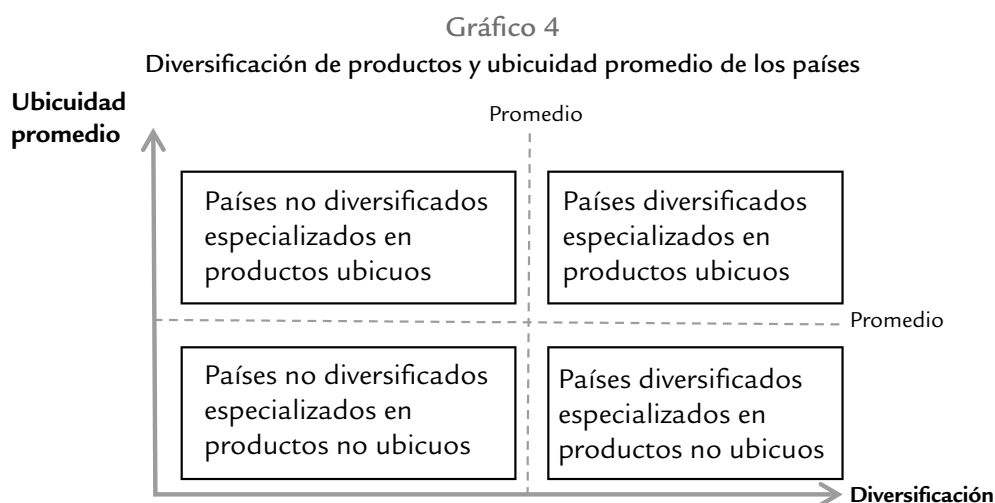 Gráfico 4
Diversificación de productos y ubicuidad promedio de los países
Ubicuidad
promedio
Promedio
Países no diversificados
especializados en
productos ubicuos
Países diversificados
especializados en
productos ubicuos
Promedio
Países no diversificados
especializados en
productos no ubicuos
Países diversificados
especializados en
productos no ubicuos
Diversificación